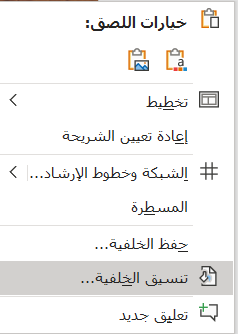 خيارات اللصق:
تخطيط
إعادة تعيين الشريحة
الشبكة وخطوط الإرشاد...
المسطرة
حفظ الخلفية...
تنسيق الخلفية...
تعليق جديد